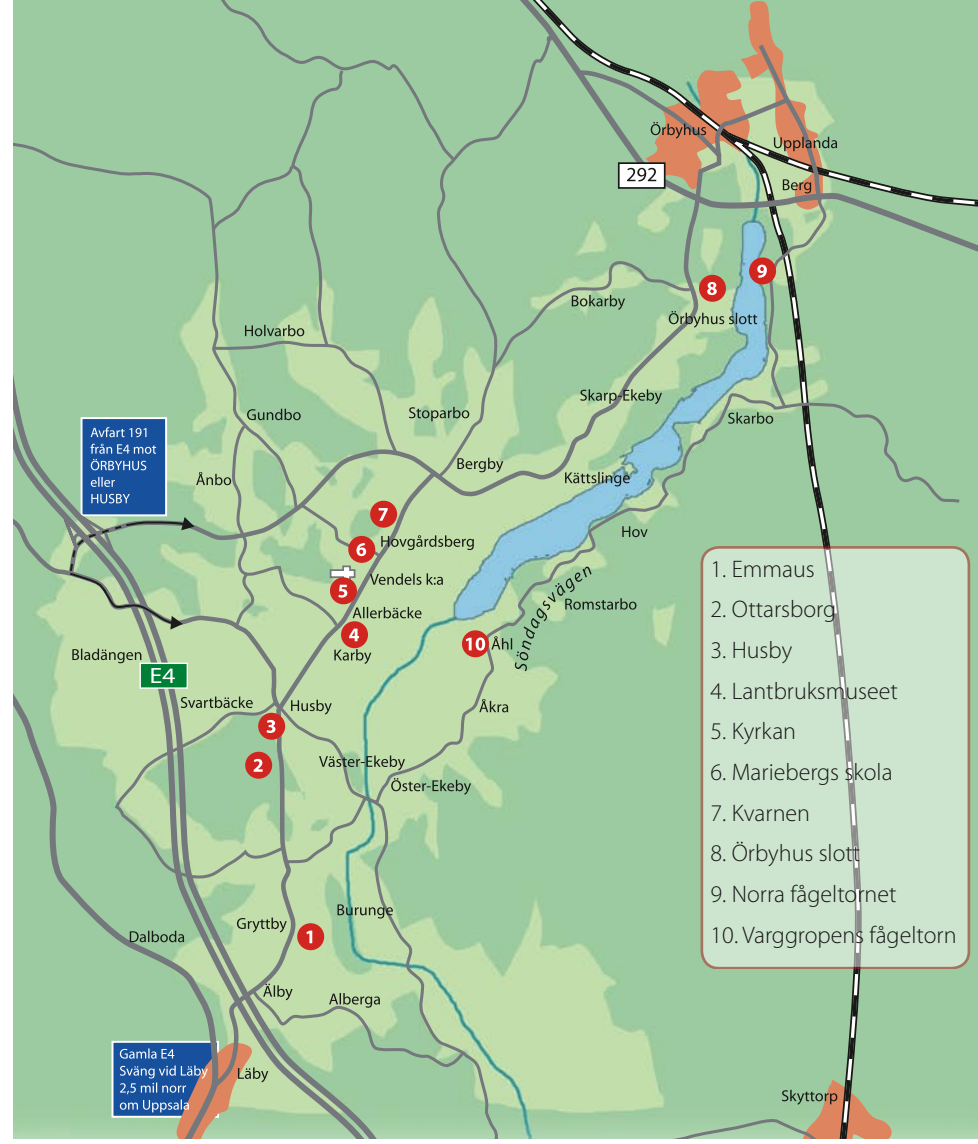 Örbyhus
Upplanda
292
Berg
9
8
Bokarby
Örbyhus slott
Holvarbo
Skarp-Ekeby
Gundbo
Stoparbo
Skarbo
Avfart 191
från E4 mot
ÖRBYHUS
eller
HUSBY
Bergby
Ånbo
Kättslinge
7
Hov
Hovgårdsberg
6
Vendels k:a
5
Romstarbo
Söndagsvägen
Allerbäcke
4
10
Åhl
Karby
Bladängen
E4
Svartbäcke
Husby
Åkra
3
2
Väster-Ekeby
Öster-Ekeby
1. Emmaus
2. Ottarsborg
3. Husby
4. Lantbruksmuseet
5. Kyrkan
6. Mariebergs skola
7. Kvarnen
8. Örbyhus slott
9. Norra fågeltornet
10. Varggropens fågeltorn
Burunge
Gryttby
1
Dalboda
Älby
Alberga
Gamla E4
Sväng vid Läby
2,5 mil norr
om Uppsala
Läby
Skyttorp